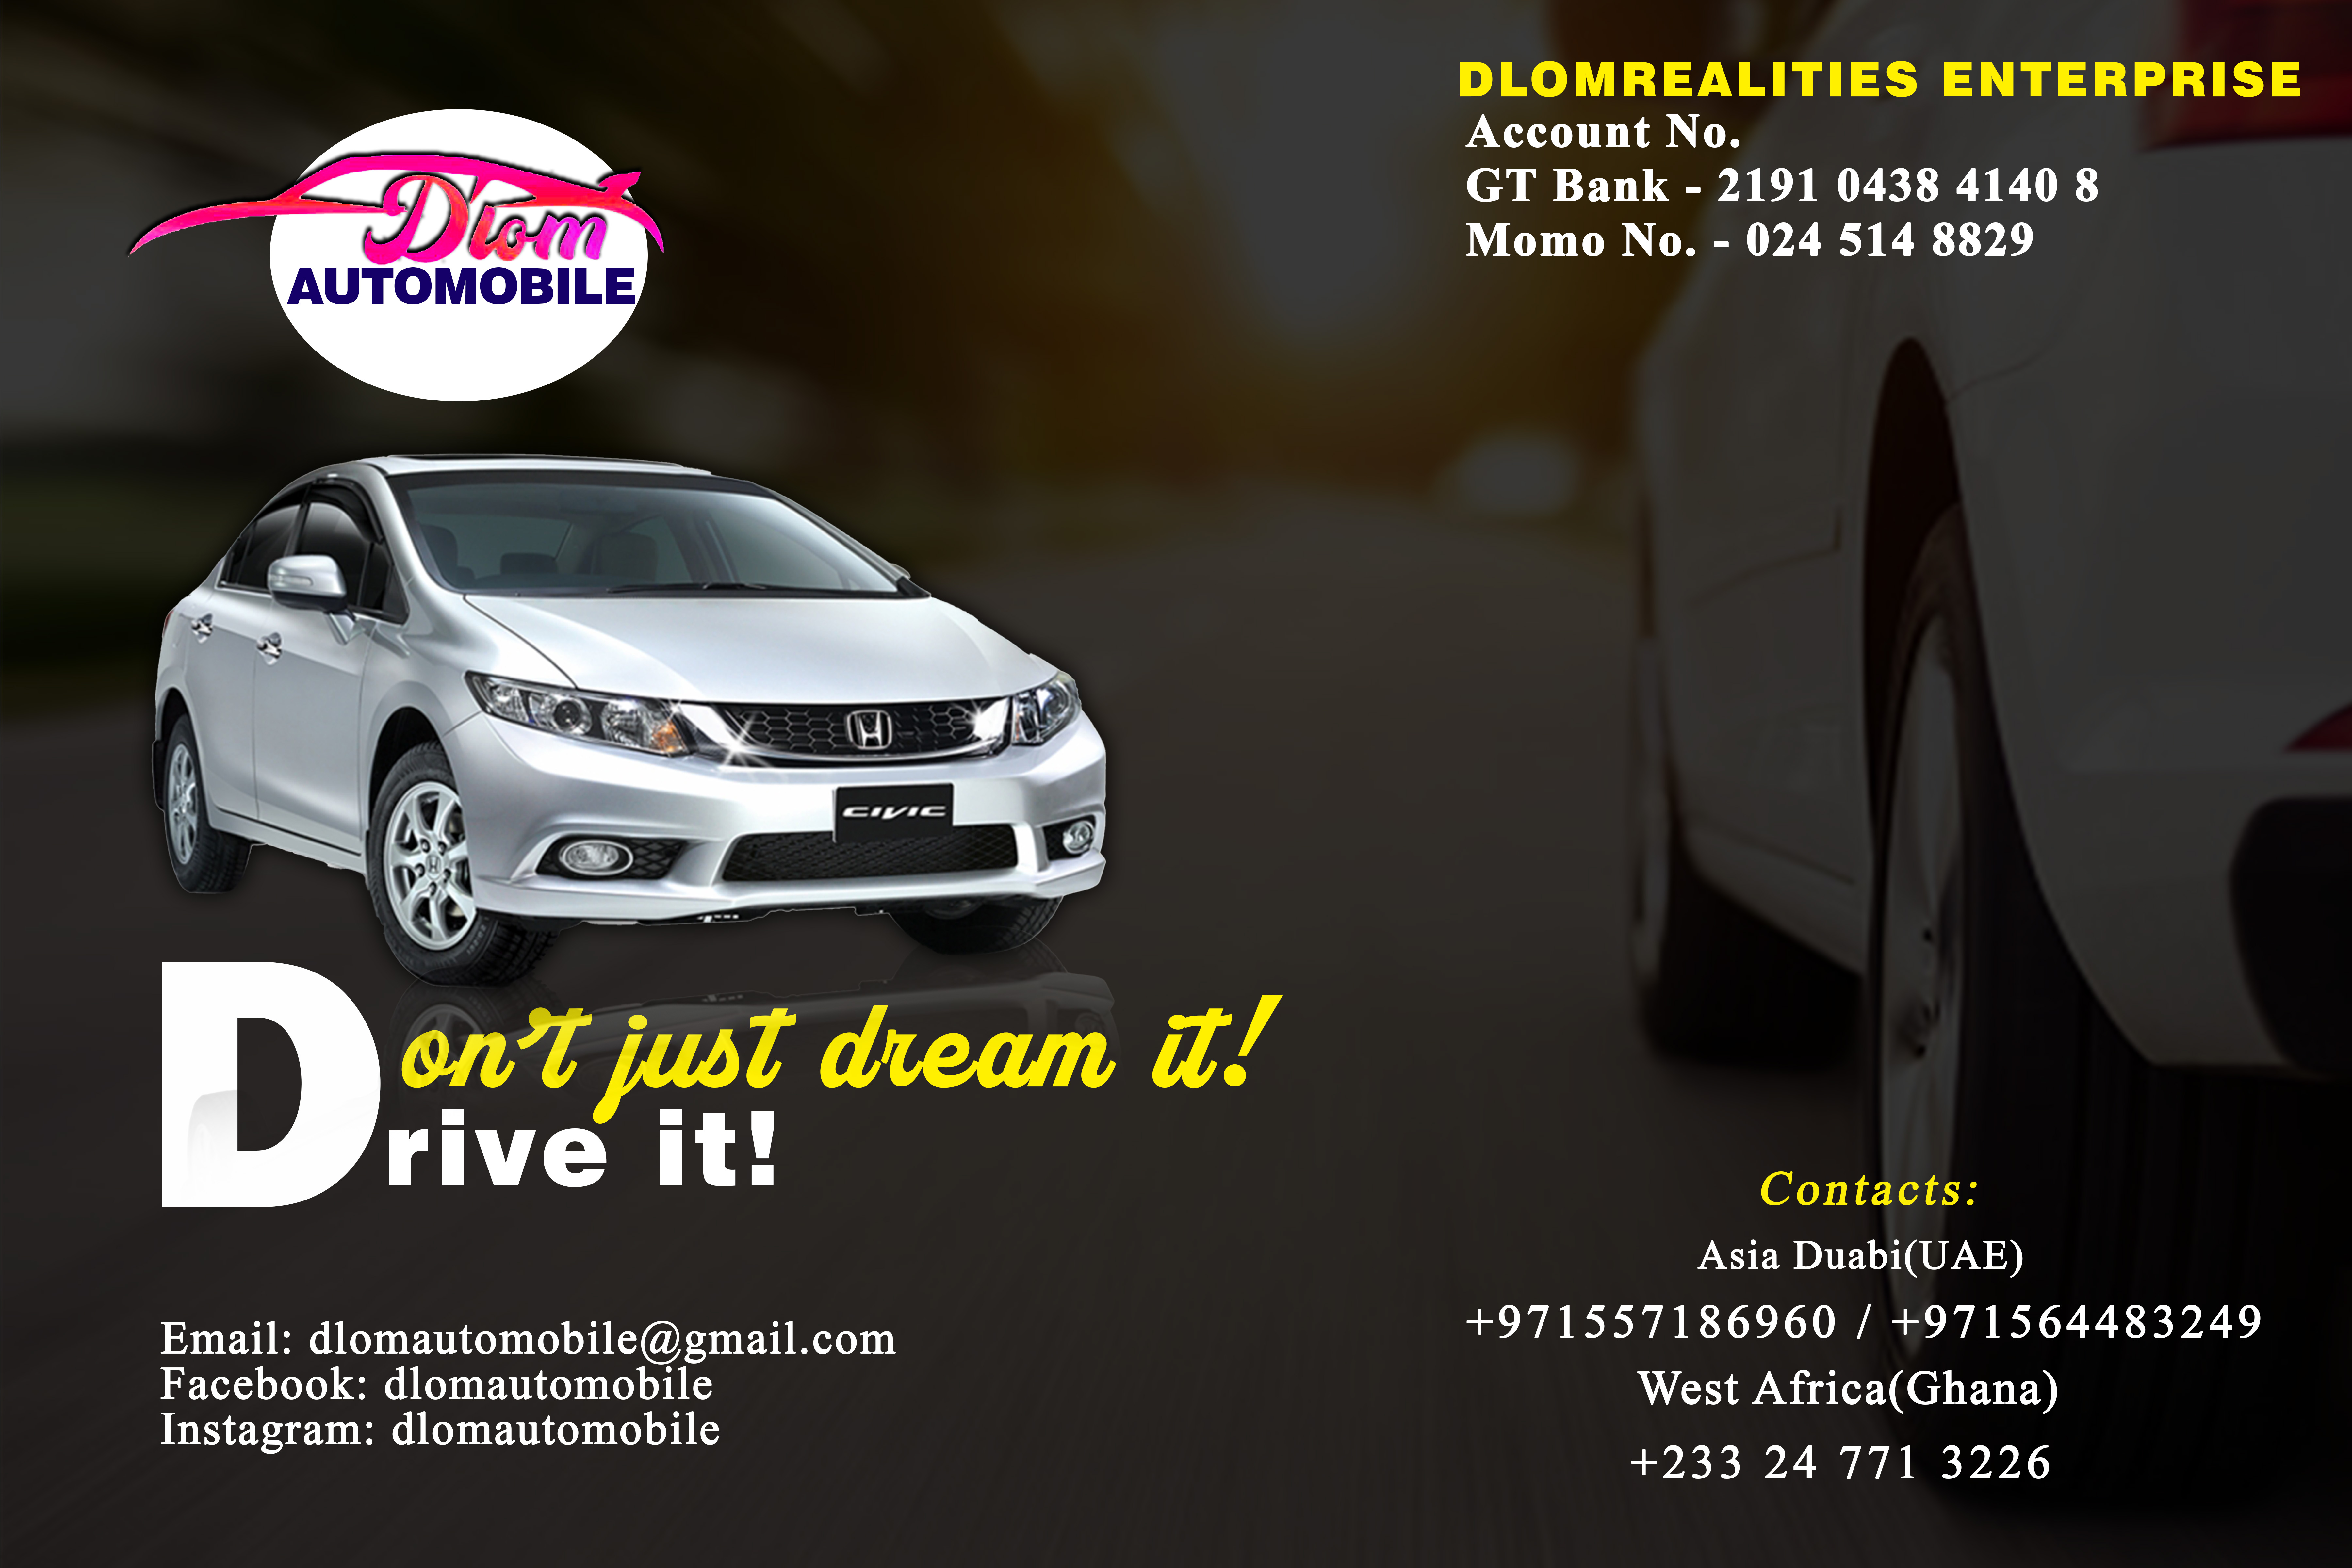 DLOMREALITIES ENTERPRISE
Account No.
GT Bank - 2191 0438 4140 8
Momo No. - 024 514 8829
D'lom
AUTOMOBILE
CIVIC
Don't just dream it!
Drive it!
Email: dlomautomobile@gmail.com
Facebook: dlomautomobile
Instagram: dlomautomobile
Contacts:
Asia Duabi(UAE)
+971557186960 / +971564483249
West Africa(Ghana)
+233 24 771 3226